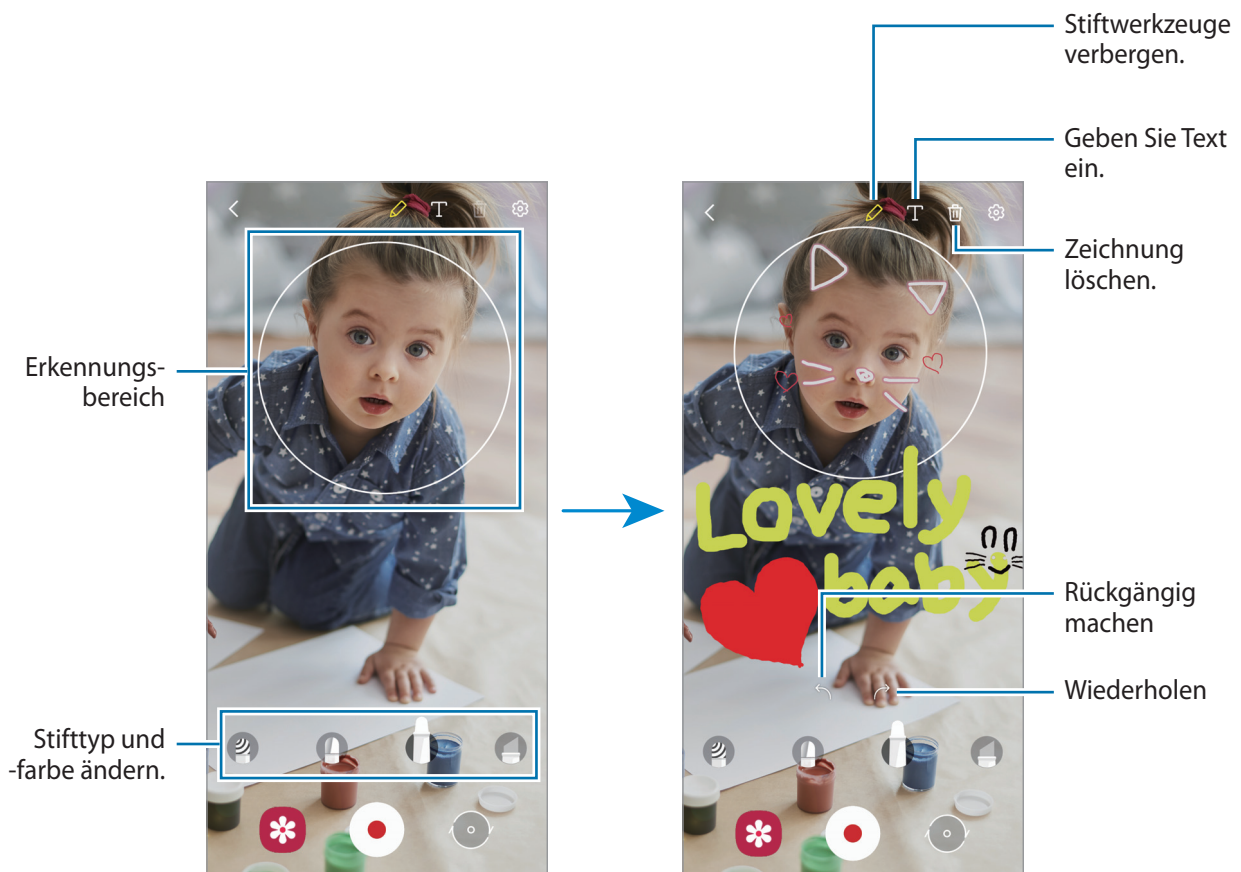 Stiftwerkzeuge
verbergen.
Geben Sie Text
ein.
T
T
Zeichnung
löschen.
Erkennungs-
bereich
Lovely
baby
Rückgängig
machen
Wiederholen
Stifttyp und
-farbe ändern.